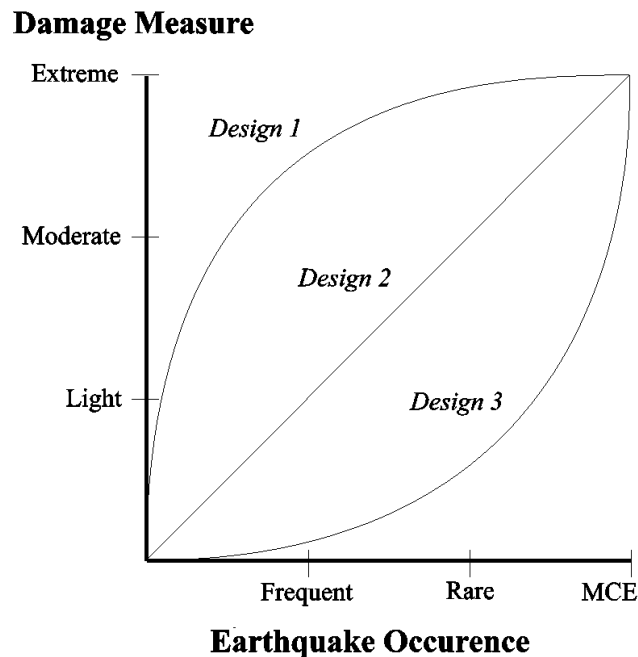 Damage Measure
Extreme
Design 1
Moderate
Design 2
Light
Design 3
Frequent Rare MCE
Earthquake Occurence